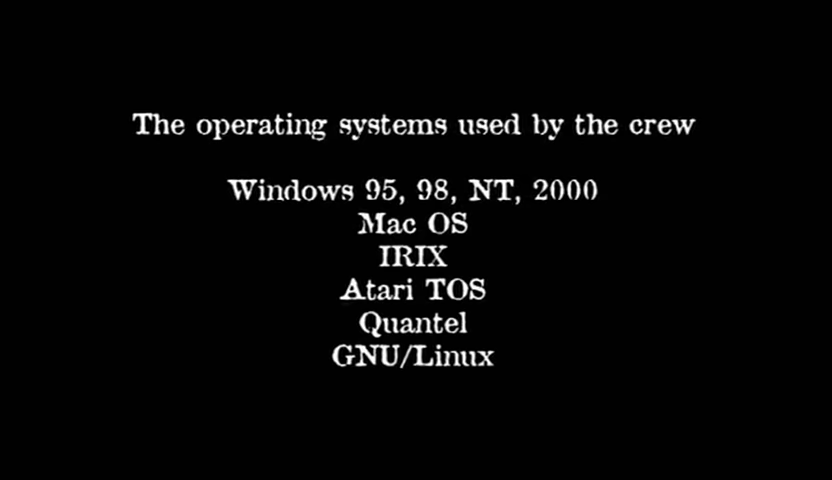 The operating systems used by the crew
Windows 95, 98, NT, 2000
Mac OS
IRIX
Atari TOS
Quantel
GNU/Linux